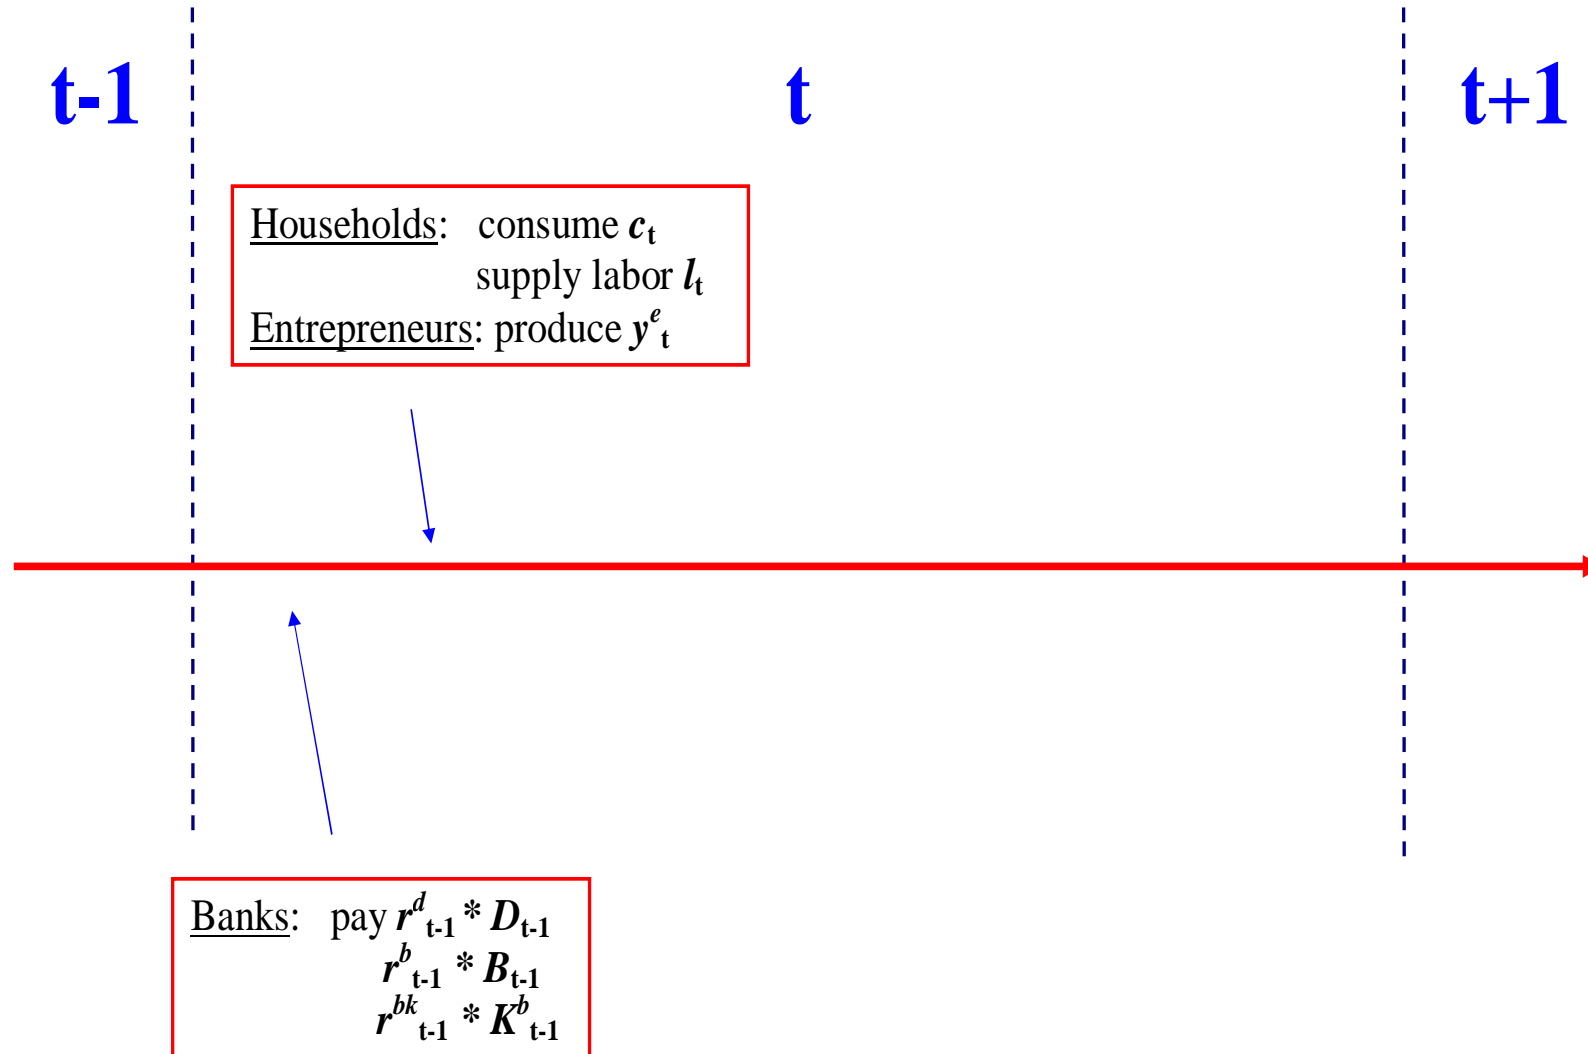 t-1 t t+1
Households: consume cₜ
supply labor lₜ
Entrepreneurs: produce yᵉₜ
Banks: pay rᵈₜ₋₁ * Dₜ₋₁
rᵇₜ₋₁ * Bₜ₋₁
rᵇᵏₜ₋₁ * Kᵇₜ₋₁